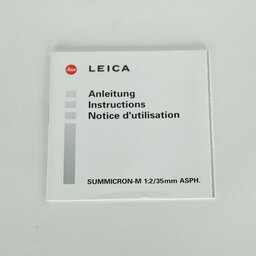 Leica LEICA
Anleitung
Instructions
Notice d'utilisation
SUMMICRON-M 1:2/35mm ASPH.